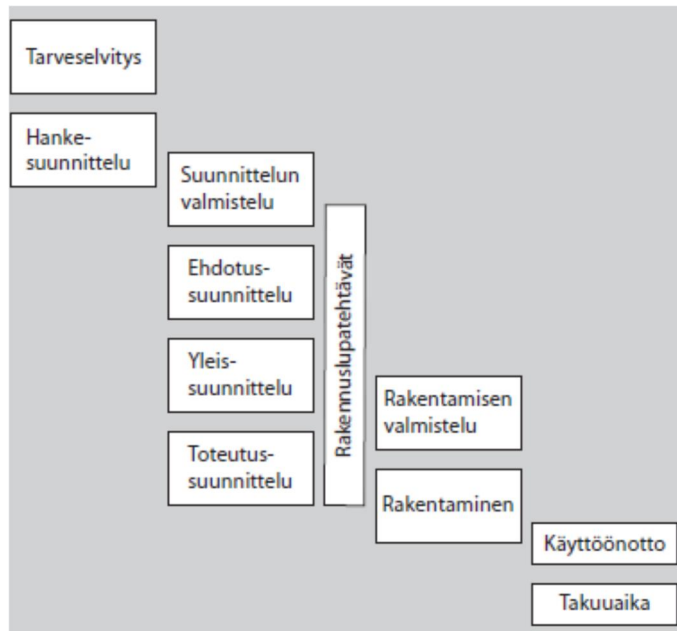 Tarveselvitys
Hanke-
suunnittelu
Suunnittelun
valmistelu
Ehdotus-
suunnittelu
Yleis-
suunnittelu
Toteutus-
suunnittelu
Rakennuslupatehtävät
Rakentamisen
valmistelu
Rakentaminen
Käyttöönotto
Takuuaika